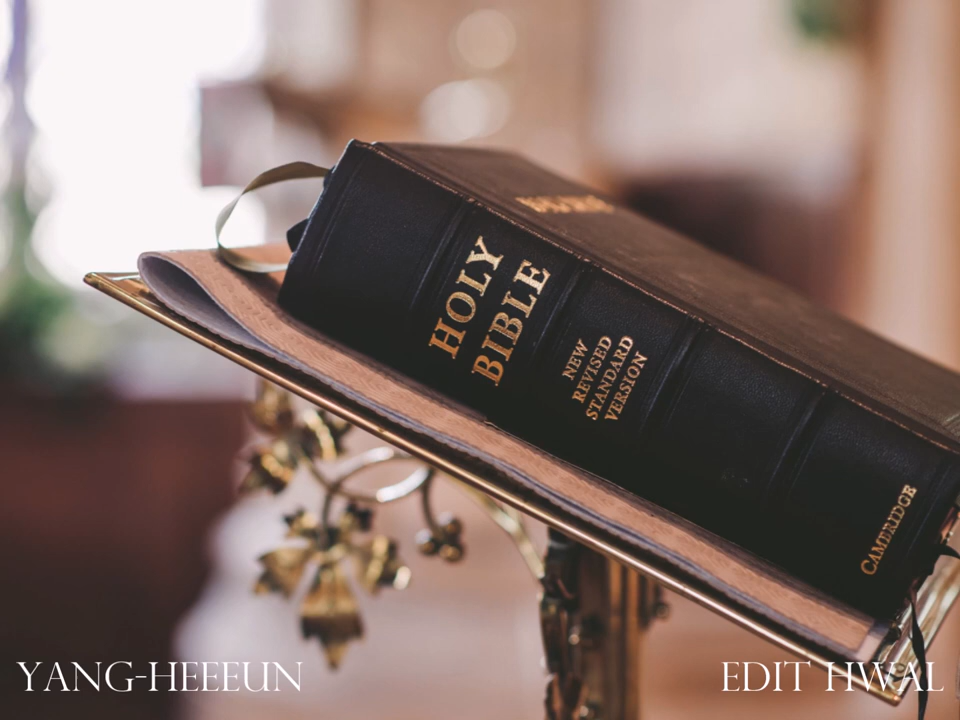 HOLY
BIBLE
NEW
REVISED
STANDARD
VERSION
CAMBRIDGE
YANG-HEEEUN
EDIT HWAL